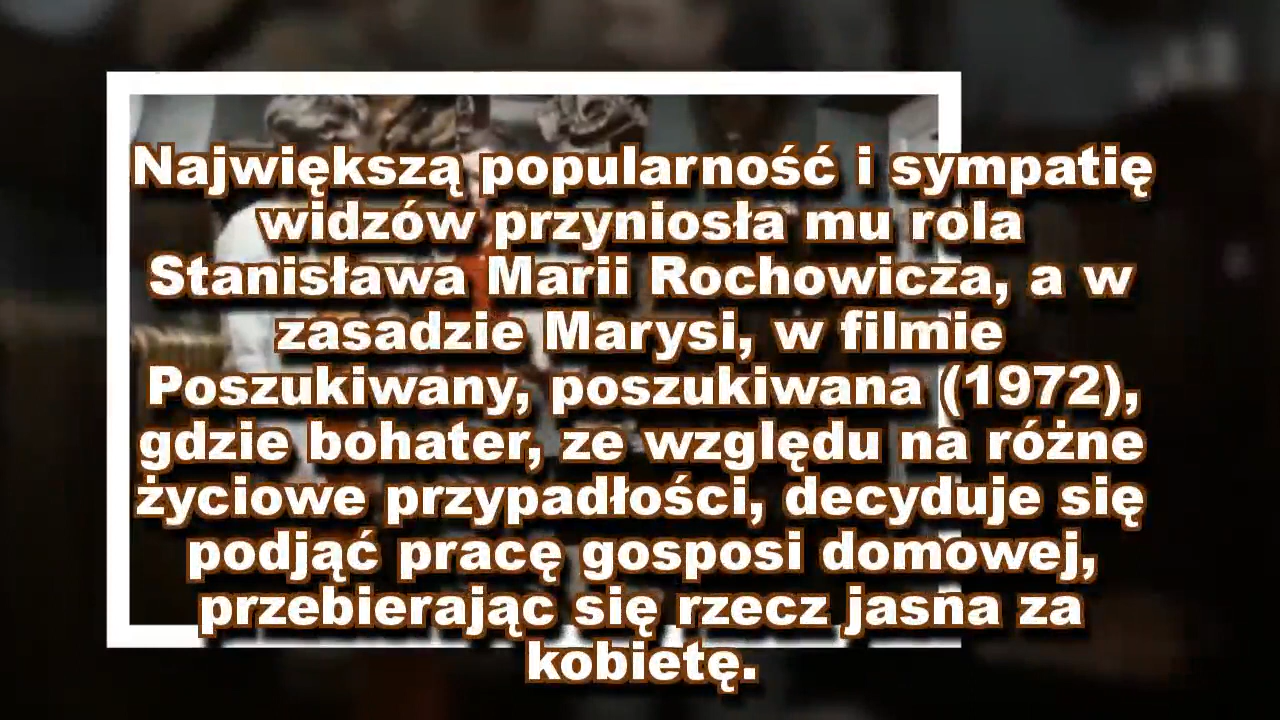 Największą popularność i sympatię
widzów przyniosła mu rola
Stanisława Marii Rochowicza, a w
zasadzie Marysi, w filmie
Poszukiwany, poszukiwana (1972),
gdzie bohater, ze względu na różne
życiowe przypadłości, decyduje się
podjąć pracę gosposi domowej,
przebierając się rzecz jasna za
kobietę.